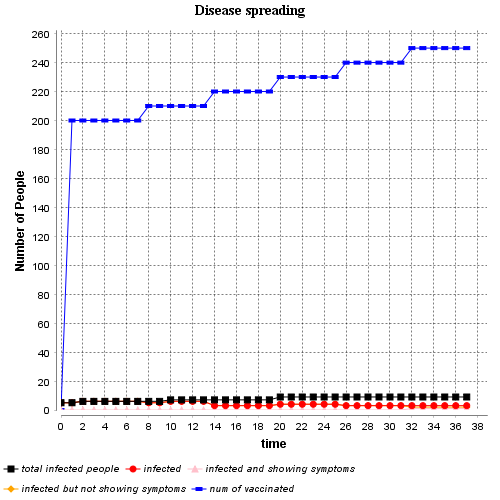 Disease spreading
Number of People
260
240
220
200
180
160
140
120
100
80
60
40
20
0
0 2 4 6 8 10 12 14 16 18 20 22 24 26 28 30 32 34 36 38
time
total infected people infected infected and showing symptoms
infected but not showing symptoms num of vaccinated